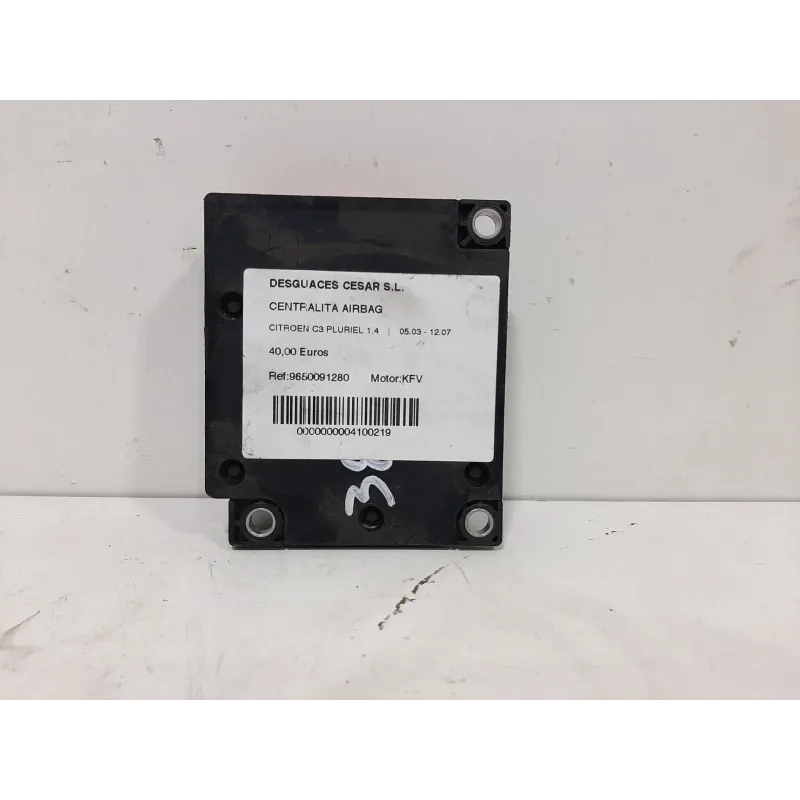 DESGUACES CESAR S.L.
CENTRALITA AIRBAG
CITROEN C3 PLURIEL 1.4 | 05.03 - 12.07
40,00 Euros
Ref:9650091280 Motor:KFV
0000000004100219
38